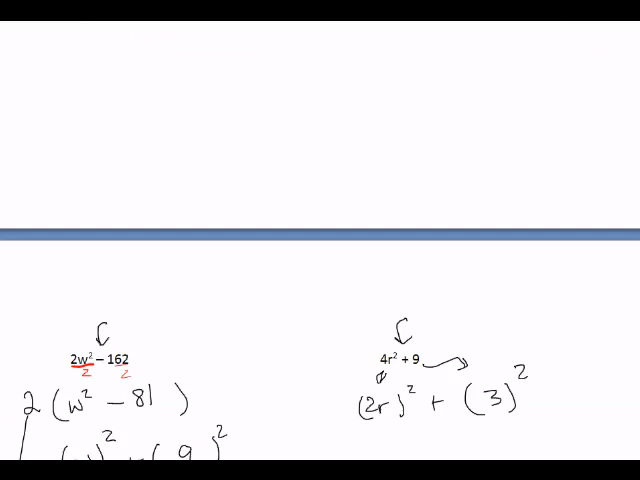 2w² – 162
2 2
2 (w² - 81 )
( )² ( 9 )²
4r² + 9
(2r)² + (3)²